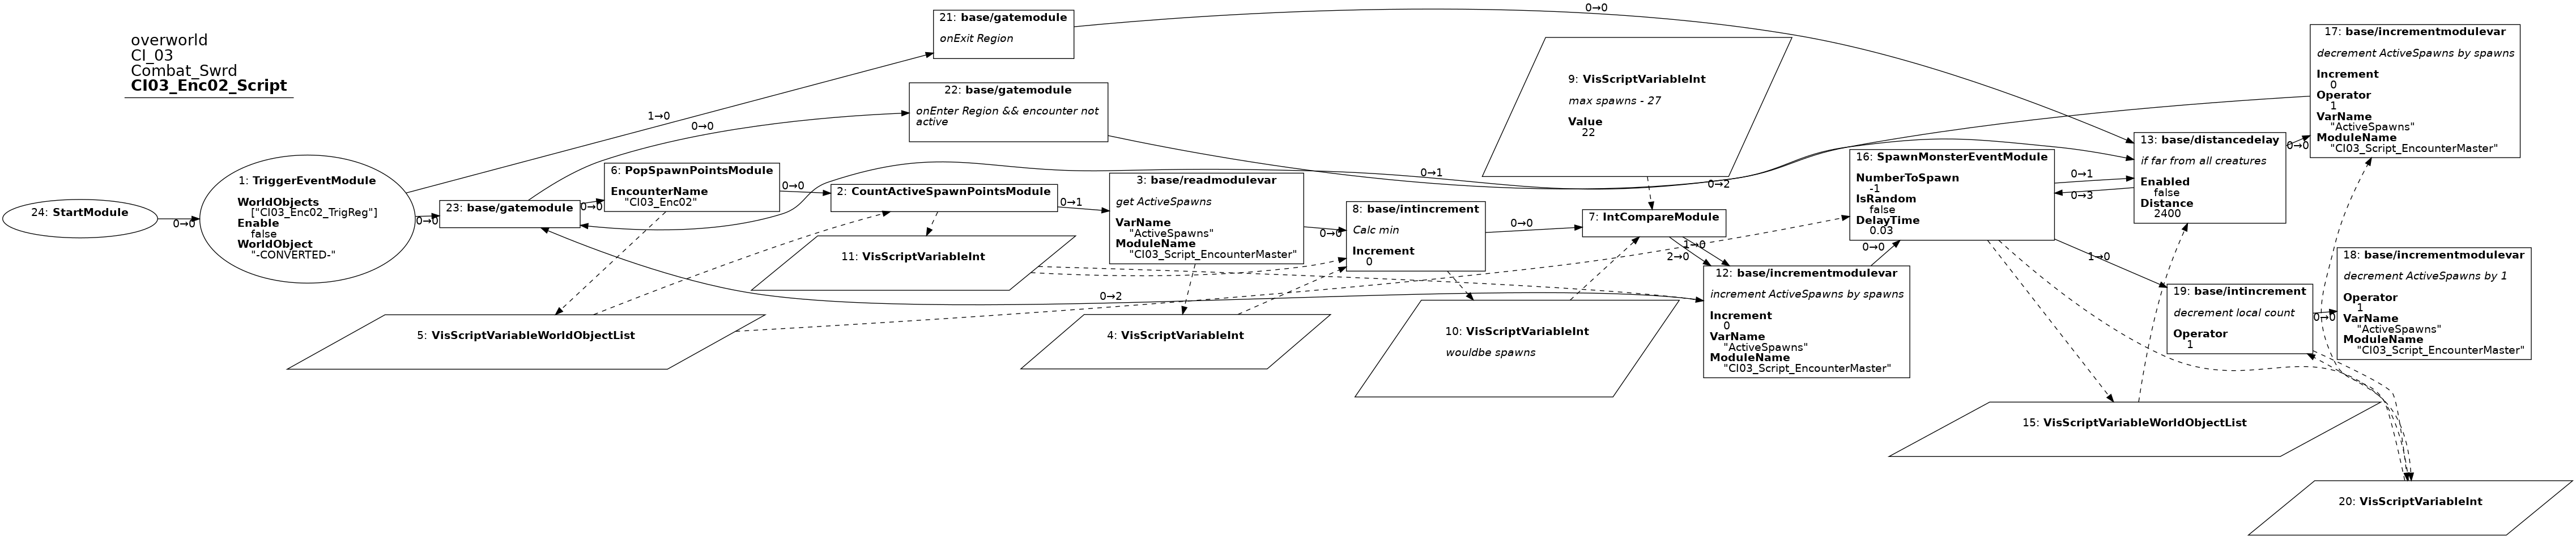 overworld
CI_03
Combat_Swrd
CI03_Enc02_Script
24: StartModule
0→0
1: TriggerEventModule
WorldObjects
["CI03_Enc02_TrigReg"]
Enable
false
WorldObject
"-CONVERTED-"
1→0
0→0
0→0
23: base/gatemodule
0→0
6: PopSpawnPointsModule
EncounterName
"CI03_Enc02"
0→0
21: base/gatemodule
onExit Region
22: base/gatemodule
onEnter Region && encounter not
active
2: CountActiveSpawnPointsModule
0→1
11: VisScriptVariableInt
5: VisScriptVariableWorldObjectList
0→2
3: base/readmodulevar
get ActiveSpawns
VarName
"ActiveSpawns"
ModuleName
"CI03_Script_EncounterMaster"
0→0
4: VisScriptVariableInt
0→1
8: base/intincrement
Calc min
Increment
0
0→0
9: VisScriptVariableInt
max spawns - 27
Value
22
0→0
0→2
7: IntCompareModule
1→0
2→0
10: VisScriptVariableInt
wouldbe spawns
12: base/incrementmodulevar
increment ActiveSpawns by spawns
Increment
0
VarName
"ActiveSpawns"
ModuleName
"CI03_Script_EncounterMaster"
0→0
16: SpawnMonsterEventModule
NumberToSpawn
-1
IsRandom
false
DelayTime
0.03
0→1
0→3
1→0
13: base/distancedelay
if far from all creatures
Enabled
false
Distance
2400
0→0
17: base/incrementmodulevar
decrement ActiveSpawns by spawns
Increment
0
Operator
1
VarName
"ActiveSpawns"
ModuleName
"CI03_Script_EncounterMaster"
19: base/intincrement
decrement local count
Operator
1
0→0
18: base/incrementmodulevar
decrement ActiveSpawns by 1
Operator
1
VarName
"ActiveSpawns"
ModuleName
"CI03_Script_EncounterMaster"
15: VisScriptVariableWorldObjectList
20: VisScriptVariableInt